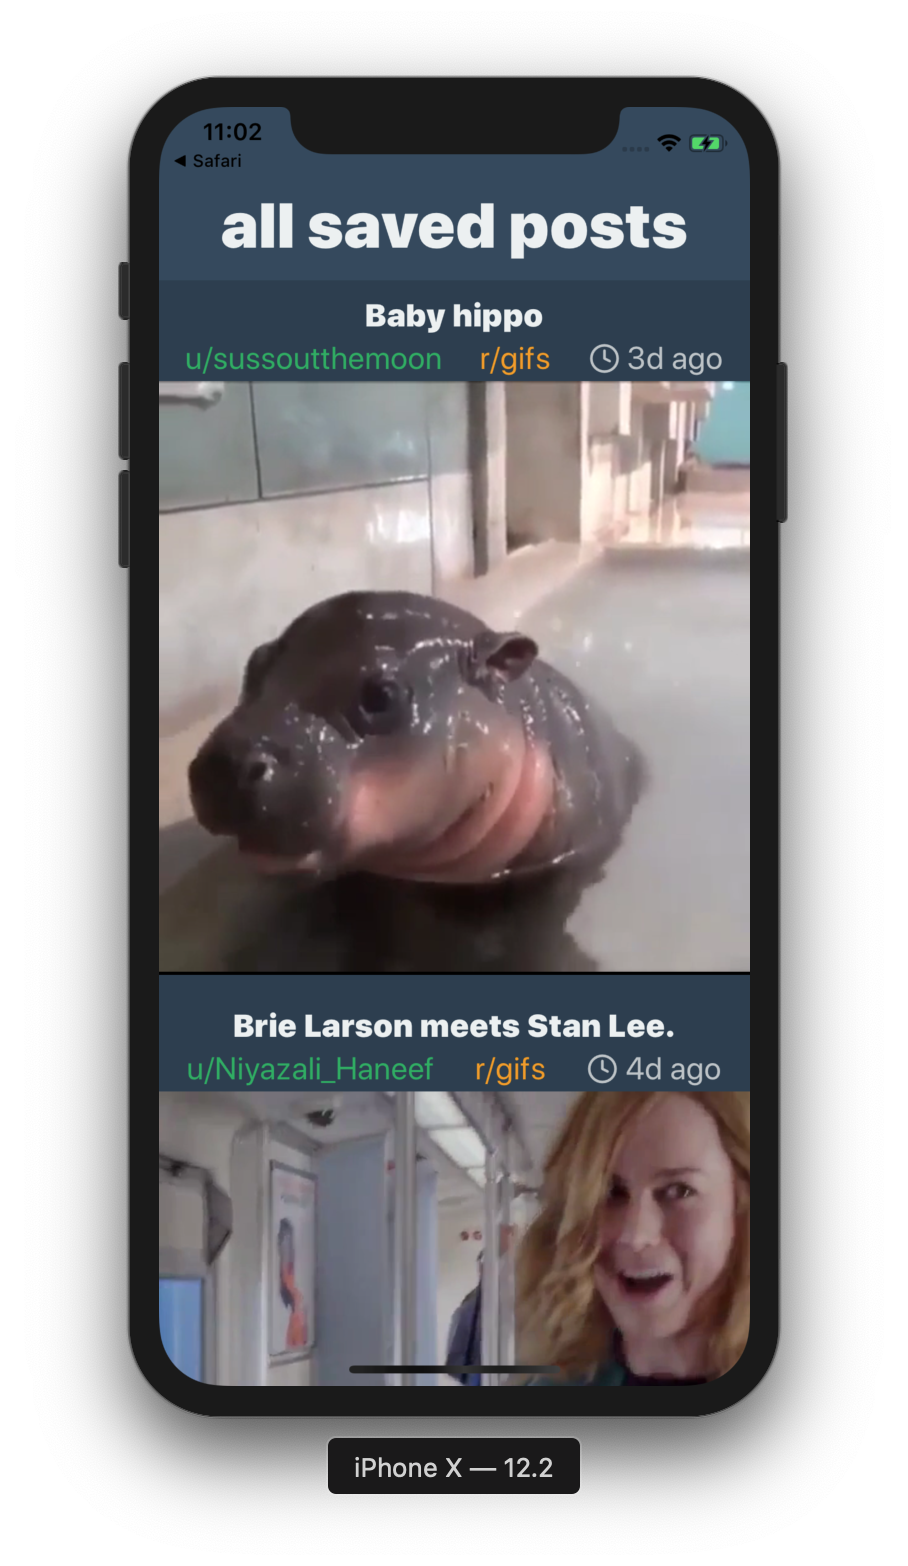 11:02
◀ Safari
all saved posts
Baby hippo
u/sussoutthemoon r/gifs 3d ago
Brie Larson meets Stan Lee.
u/Niyazali_Haneef r/gifs 4d ago
iPhone X — 12.2